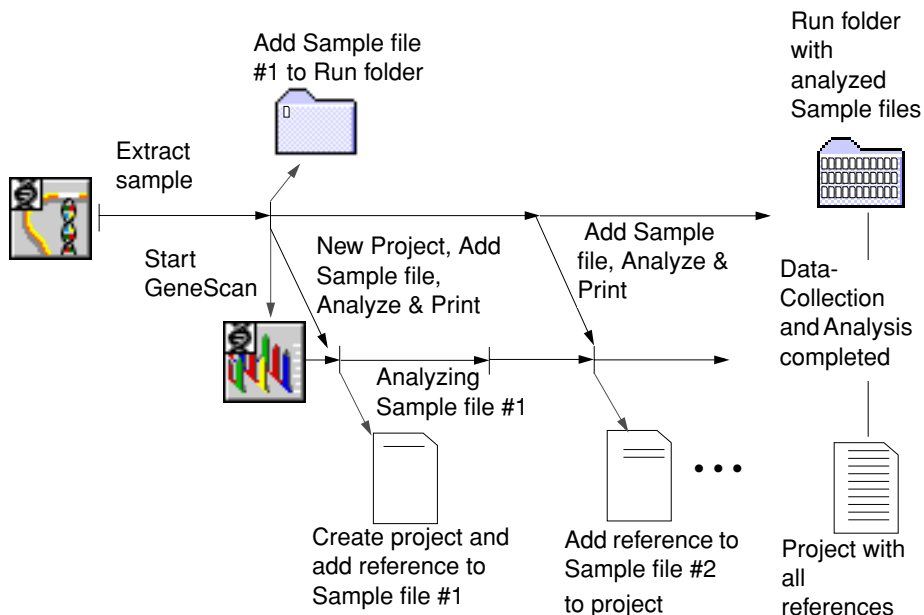 Add Sample file
#1 to Run folder
Run folder
with
analyzed
Sample files
Extract
sample
Start
GeneScan
New Project, Add
Sample file,
Analyze & Print
Add Sample
file, Analyze &
Print
Data-
Collection
and Analysis
completed
Analyzing
Sample file #1
Create project and
add reference to
Sample file #1
Add reference to
Sample file #2
to project
Project with
all
references